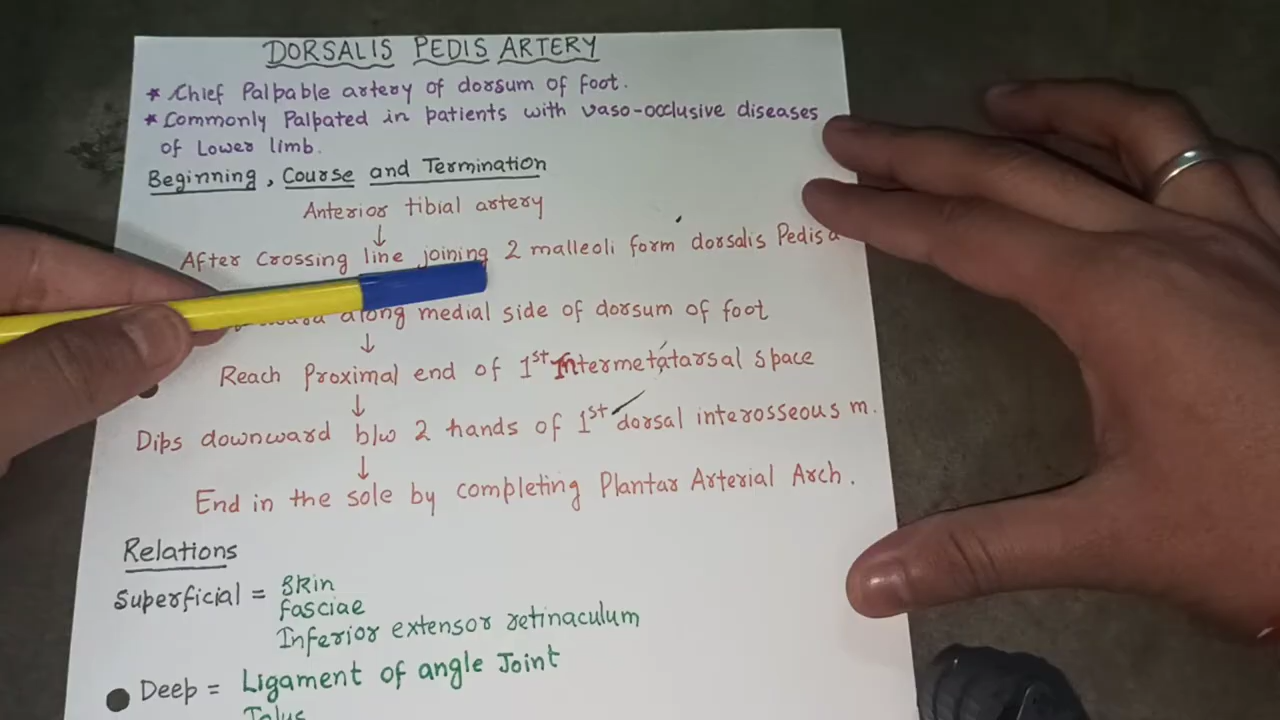 DORSALIS PEDIS ARTERY
* Chief Palpable artery of dorsum of foot.
* Commonly Palpated in patients with vaso-occlusive diseases
of Lower limb.
Beginning, Course and Termination
Anterior tibial artery
↓
After Crossing line joining 2 malleoli form dorsalis Pedis a
along medial side of dorsum of foot
↓
Reach Proximal end of 1st Intermetatarsal space
↓
Dips downward b/w 2 hands of 1st dorsal interosseous m.
↓
End in the sole by completing Plantar Arterial Arch.
Relations
Superficial = Skin
fasciae
Inferior extensor retinaculum
Deep = Ligament of angle Joint
Talus